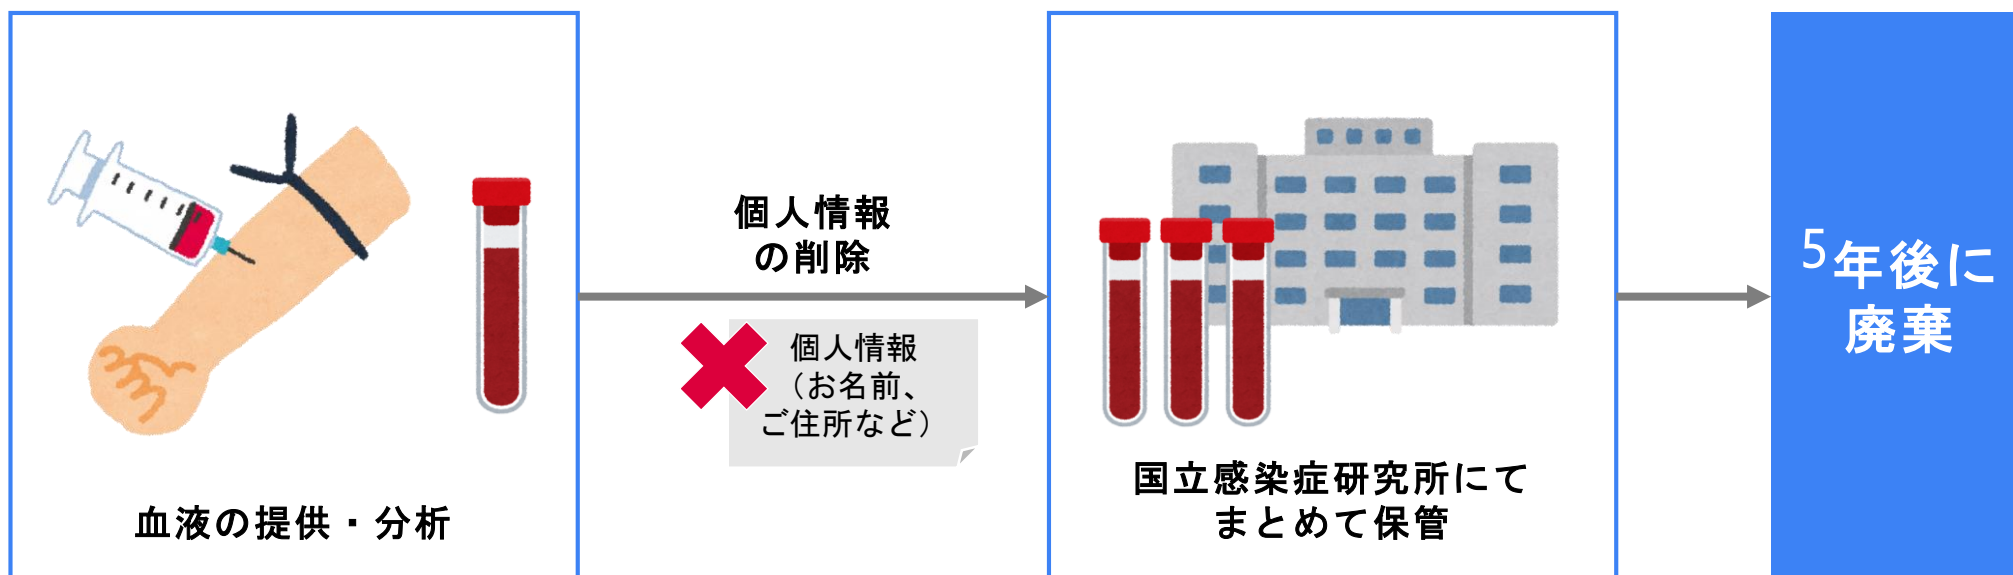 血液の提供・分析
個人情報
の削除
個人情報
（お名前、
ご住所など）
国立感染症研究所にて
まとめて保管
5年後に
廃棄